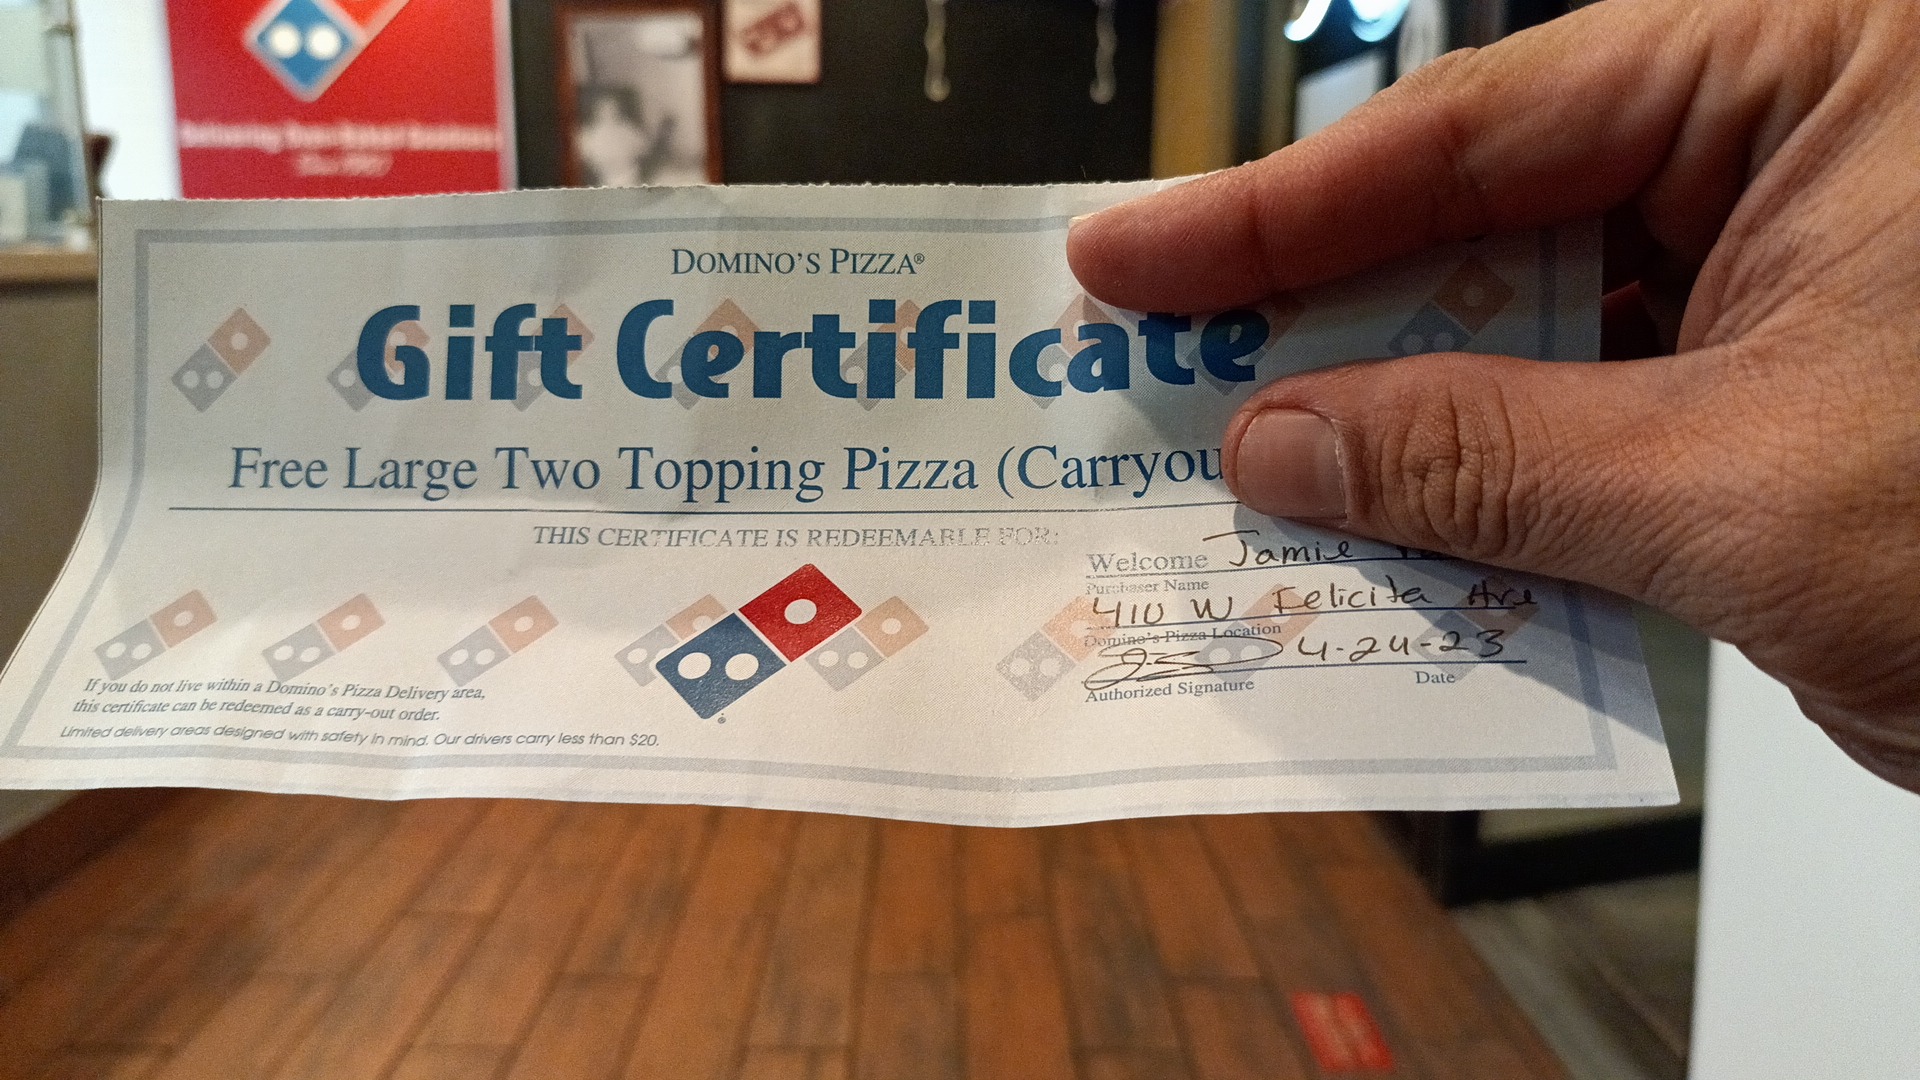 DOMINO'S PIZZA®
Gift Certificate
Free Large Two Topping Pizza (Carryou
THIS CERTIFICATE IS REDEEMABLE FOR:
Welcome Jamie
Purchaser Name
410 W Felicita Ave
Domino's Pizza Location
4-24-23
Authorized Signature Date
If you do not live within a Domino's Pizza Delivery area,
this certificate can be redeemed as a carry-out order.
Limited delivery areas designed with safety in mind. Our drivers carry less than $20.